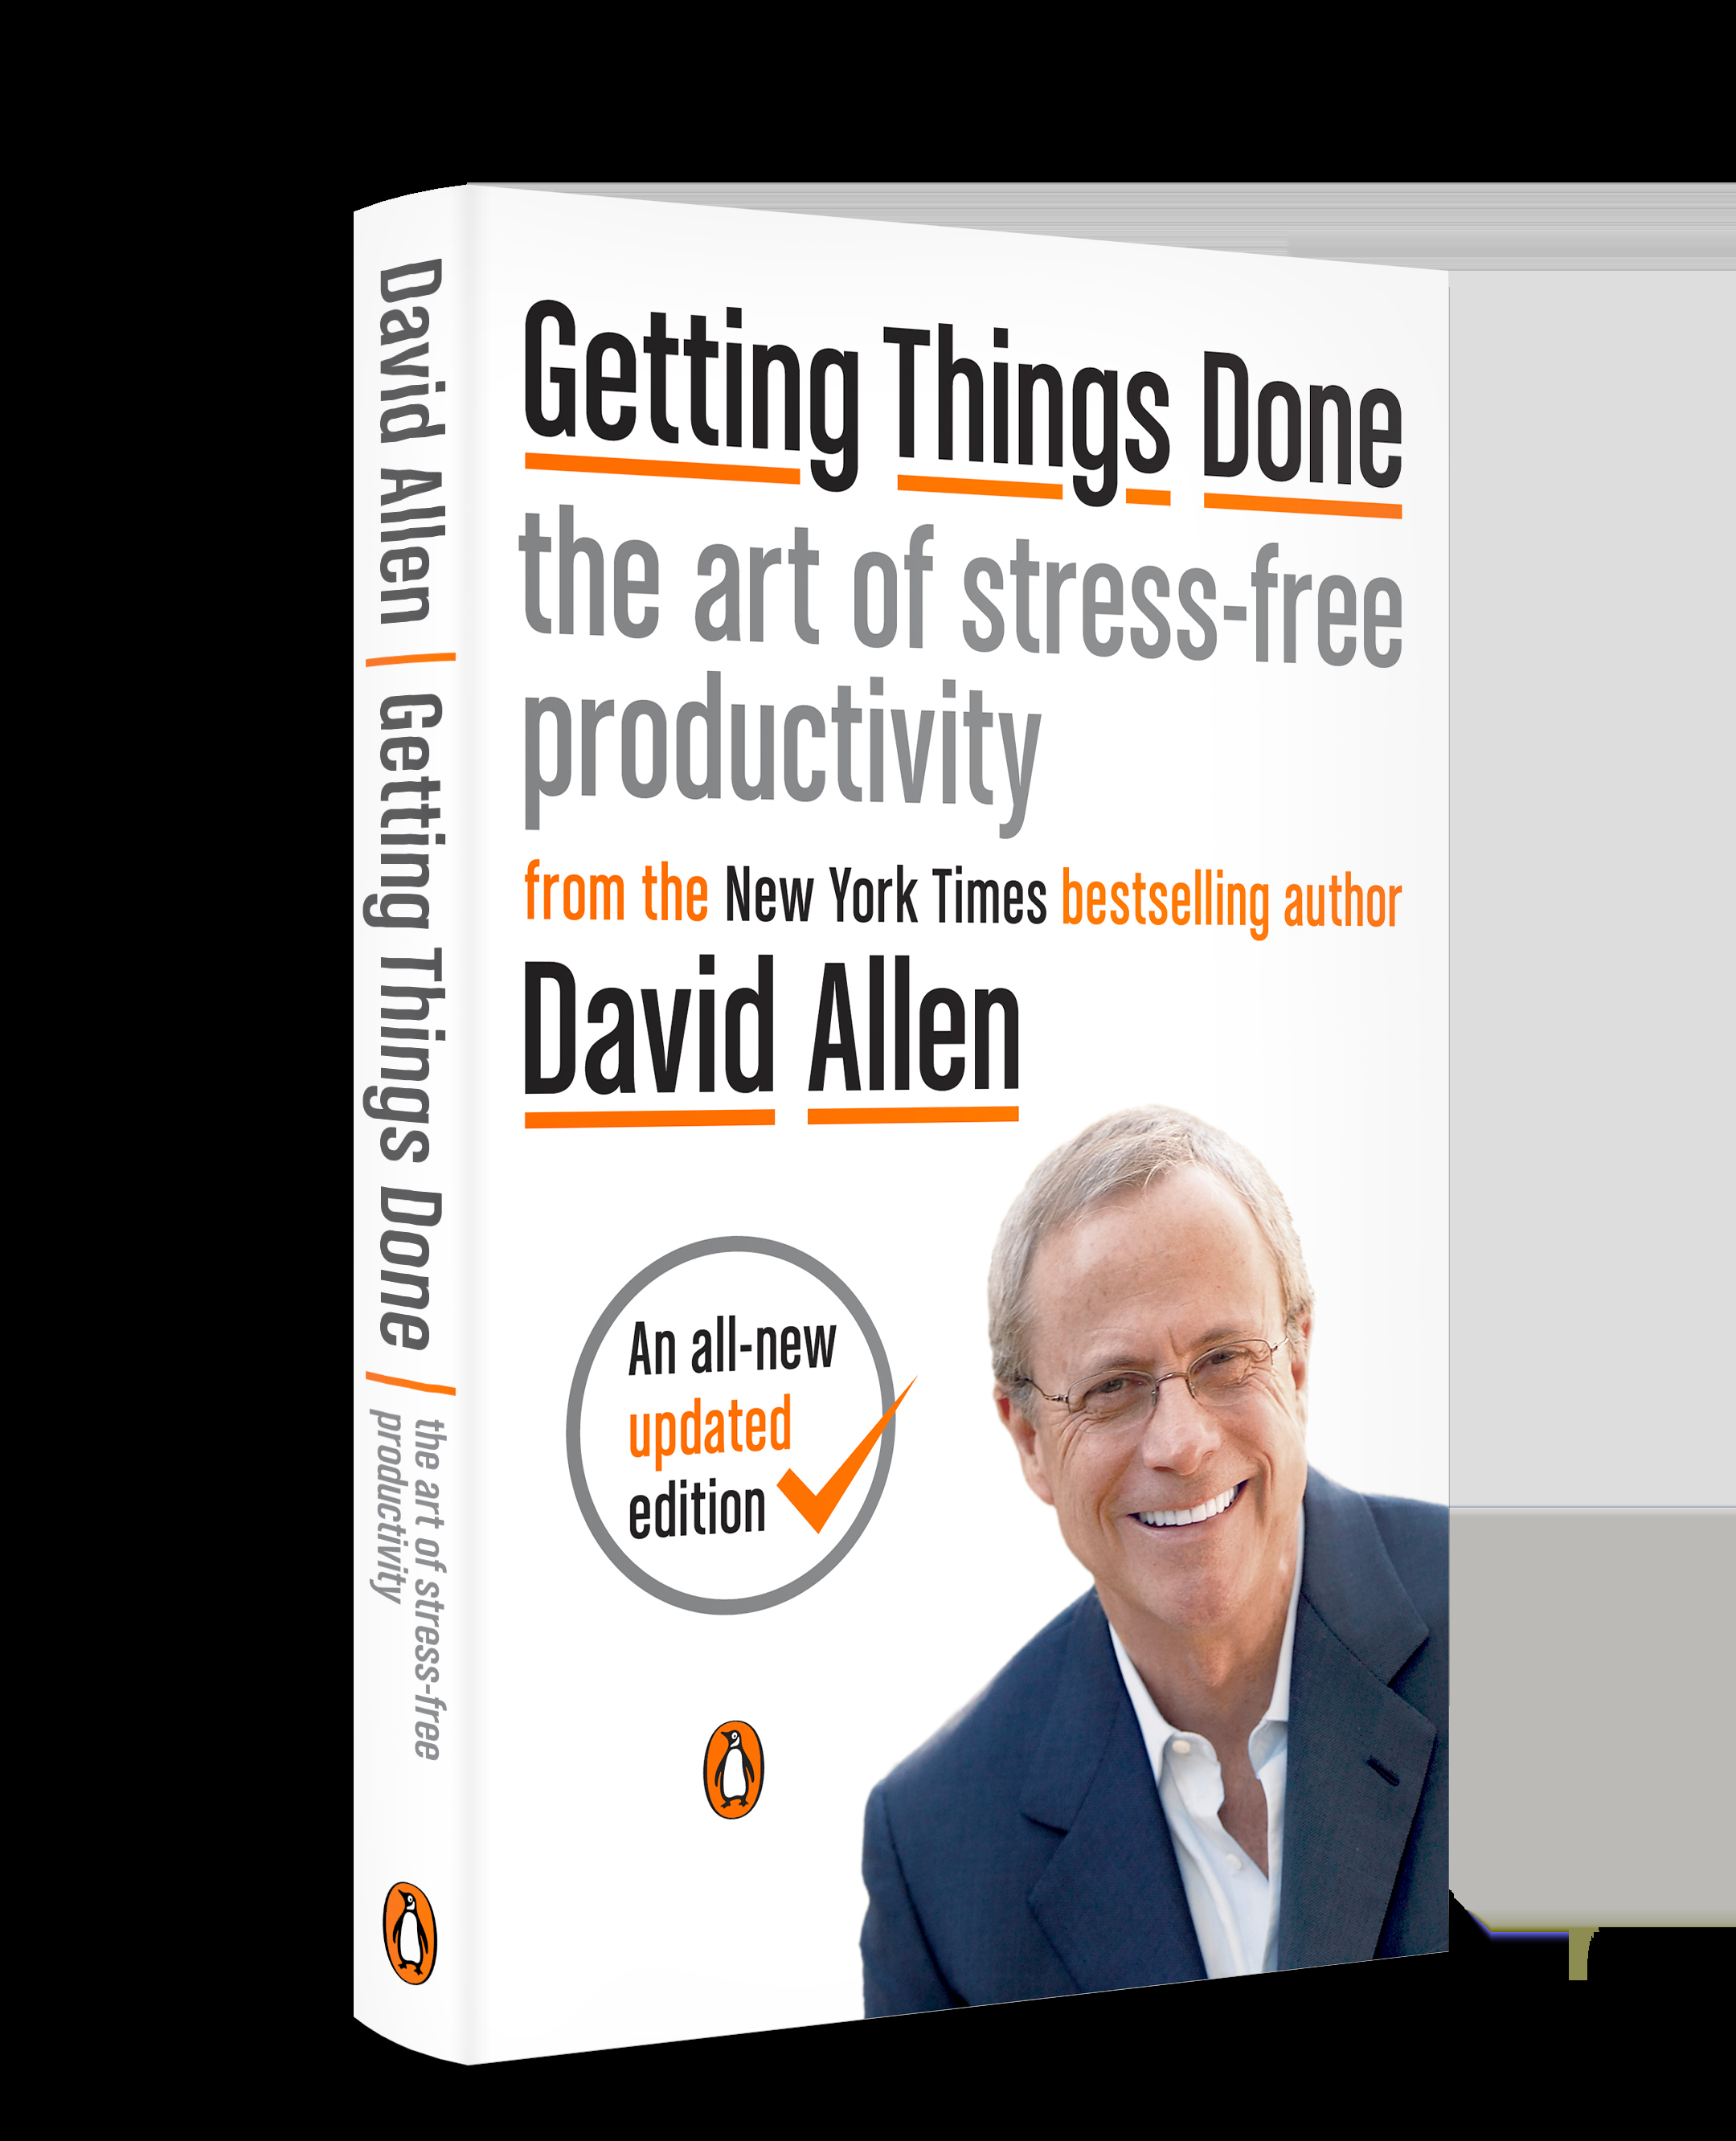 David Allen | Getting Things Done | the art of stress-free
productivity
Getting Things Done
the art of stress-free
productivity
from the New York Times bestselling author
David Allen
An all-new
updated
edition